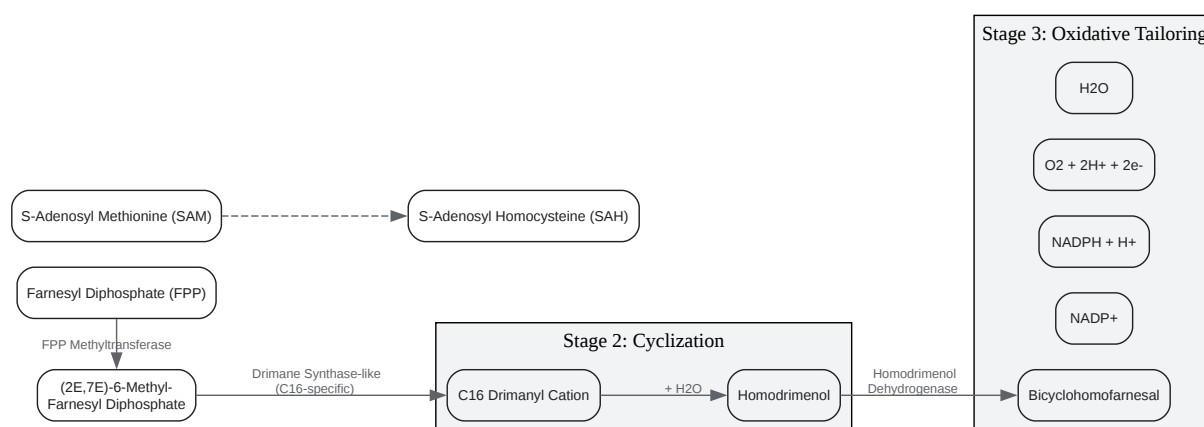 Stage 3: Oxidative Tailoring
H2O
O2 + 2H+ + 2e-
S-Adenosyl Methionine (SAM)
S-Adenosyl Homocysteine (SAH)
NADPH + H+
Farnesyl Diphosphate (FPP)
NADP+
FPP Methyltransferase
Stage 2: Cyclization
(2E,7E)-6-Methyl-
Farnesyl Diphosphate
Drimane Synthase-like
(C16-specific)
C16 Drimanyl Cation
+ H2O
Homodrimenol
Homodrimenol
Dehydrogenase
Bicyclohomofarnesal